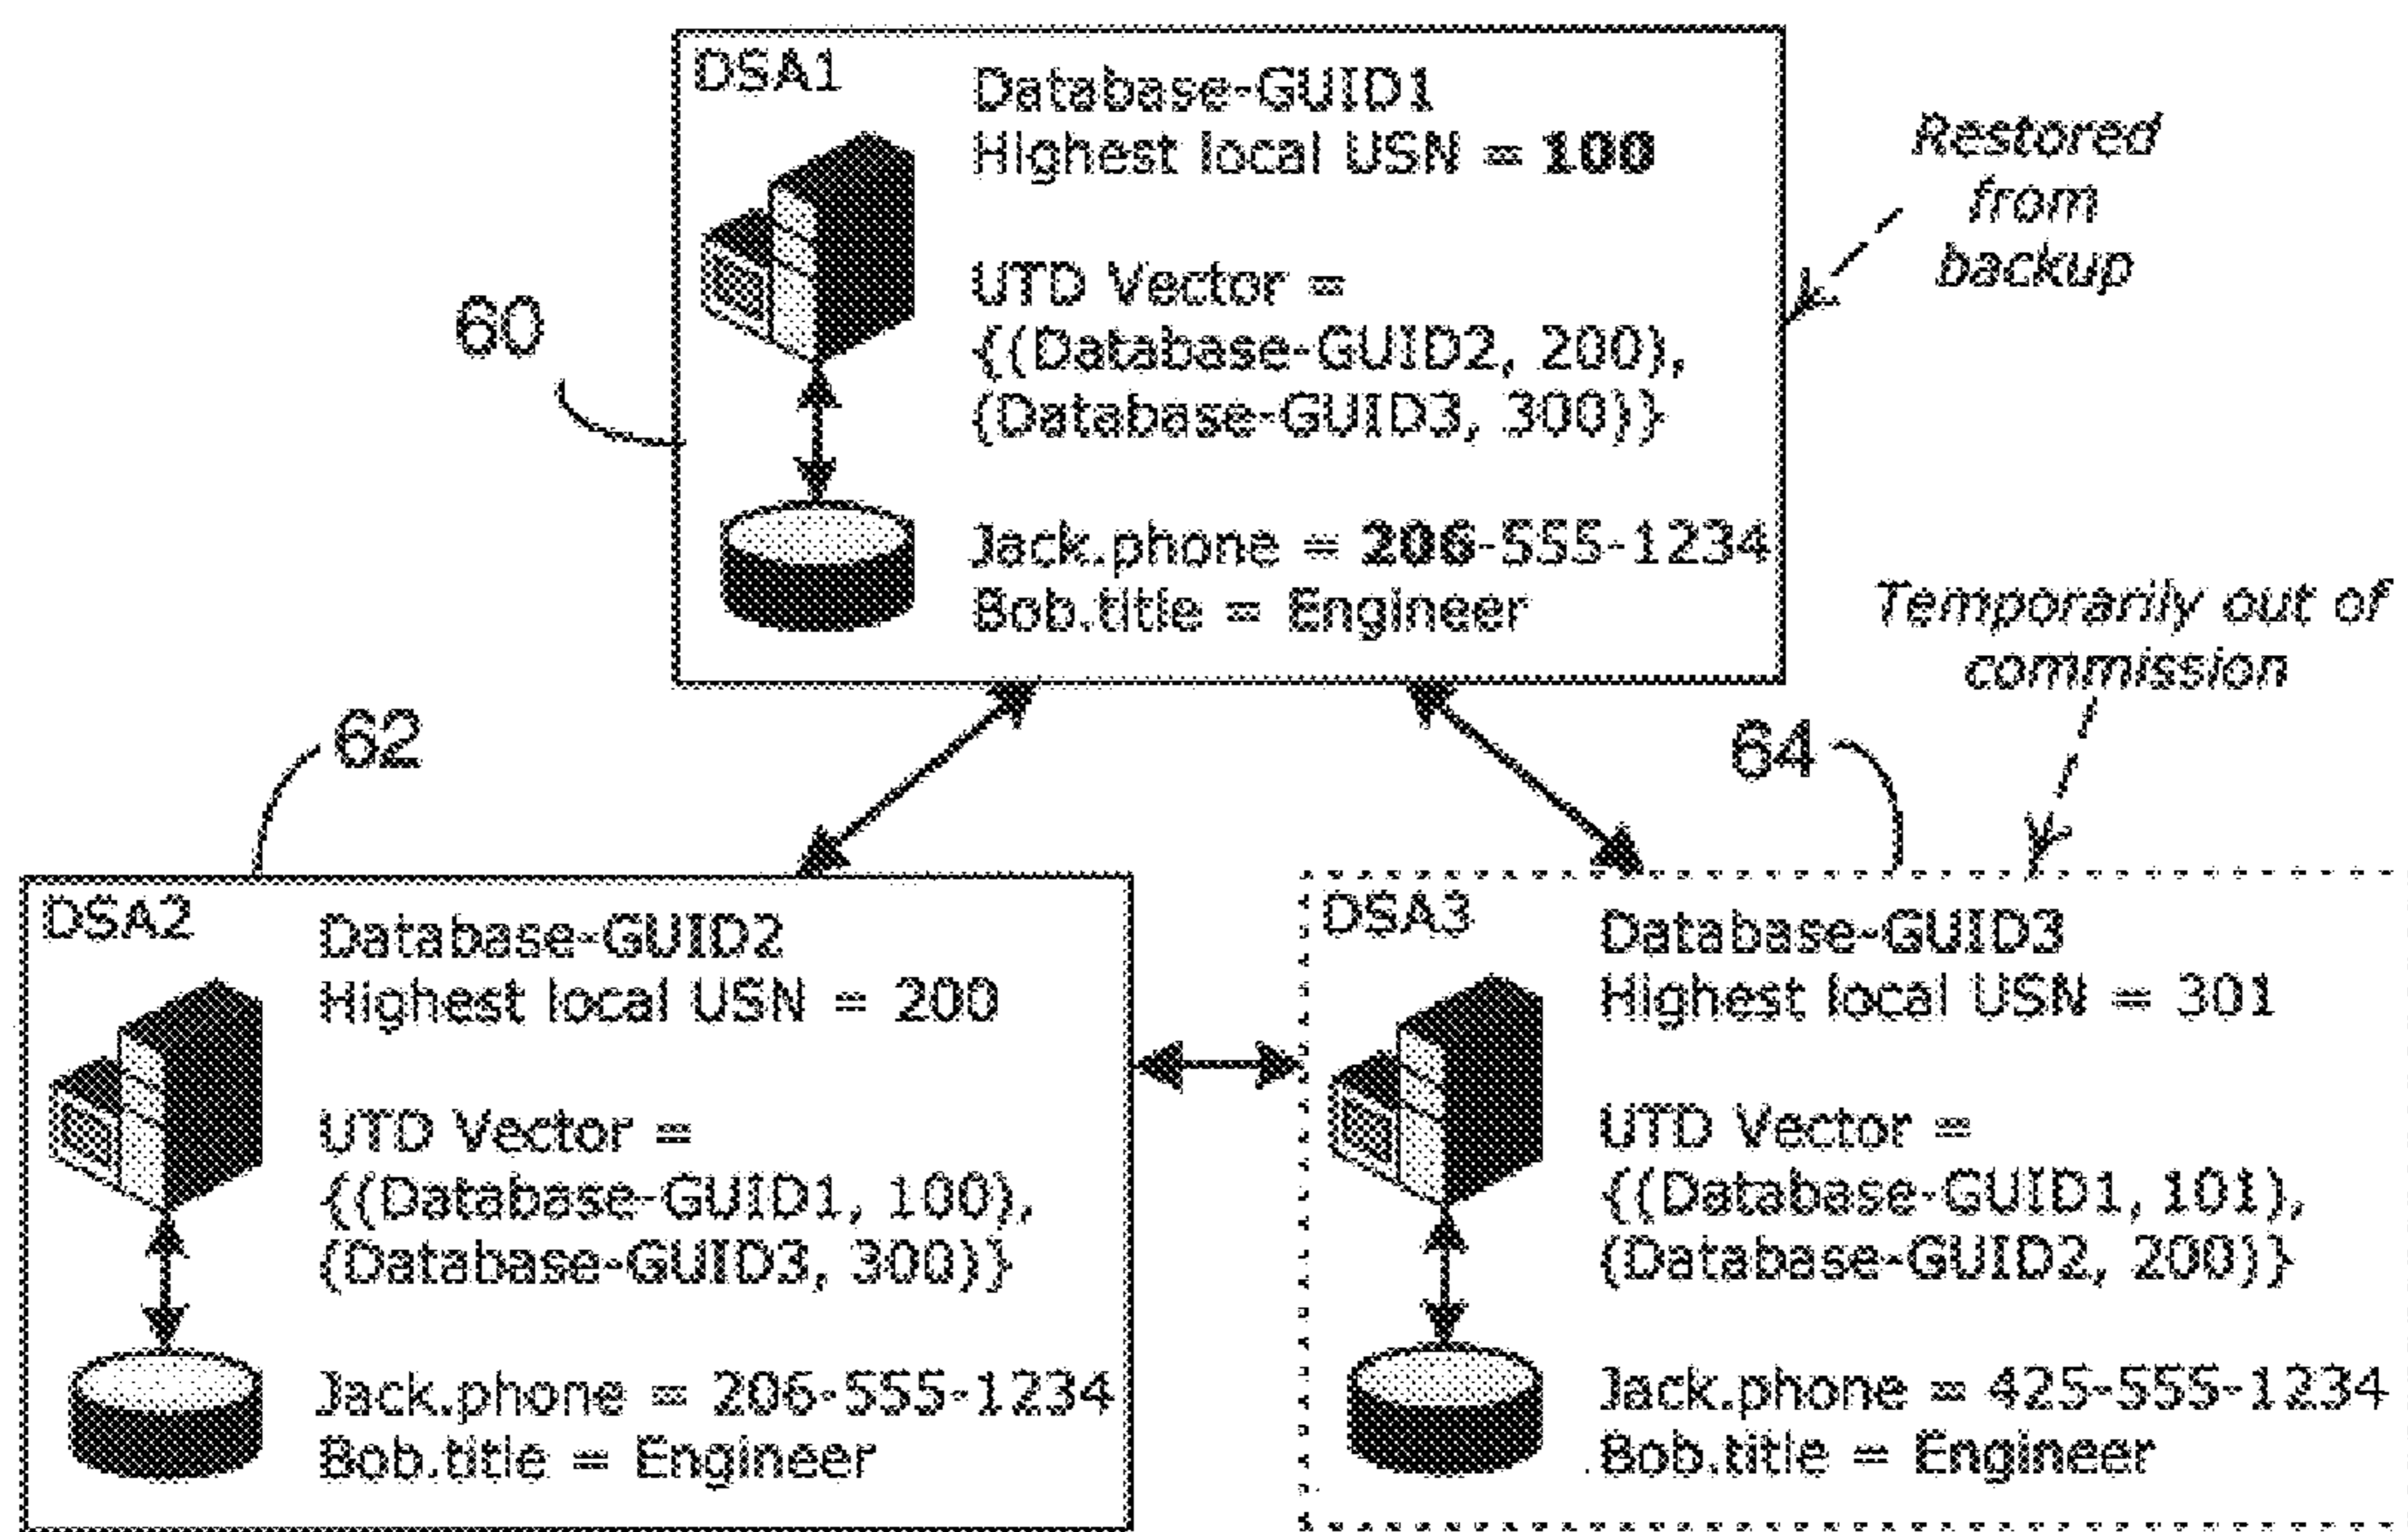 DSA1
Database-GUID1
Highest local USN = 100
UTD Vector =
{(Database-GUID2, 200),
(Database-GUID3, 300)}
Jack.phone = 206-555-1234
Bob.title = Engineer
Restored
from
backup
60
Temporarily out of
commission
62
64
DSA2
Database-GUID2
Highest local USN = 200
UTD Vector =
{(Database-GUID1, 100),
(Database-GUID3, 300)}
Jack.phone = 206-555-1234
Bob.title = Engineer
DSA3
Database-GUID3
Highest local USN = 301
UTD Vector =
{(Database-GUID1, 101),
(Database-GUID2, 200)}
Jack.phone = 425-555-1234
Bob.title = Engineer